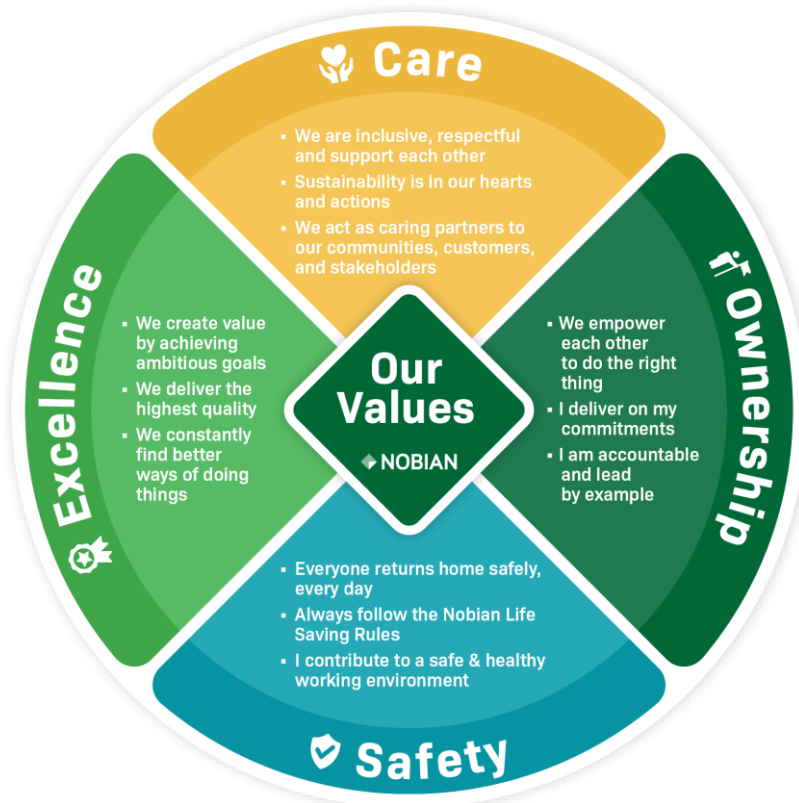 Care
▪ We are inclusive, respectful
and support each other
▪ Sustainability is in our hearts
and actions
▪ We act as caring partners to
our communities, customers,
and stakeholders
Ownership
▪ We empower
each other
to do the right
thing
▪ I deliver on my
commitments
▪ I am accountable
and lead
by example
Safety
▪ Everyone returns home safely,
every day
▪ Always follow the Nobian Life
Saving Rules
▪ I contribute to a safe & healthy
working environment
Excellence
▪ We create value
by achieving
ambitious goals
▪ We deliver the
highest quality
▪ We constantly
find better
ways of doing
things
Our
Values
NOBIAN